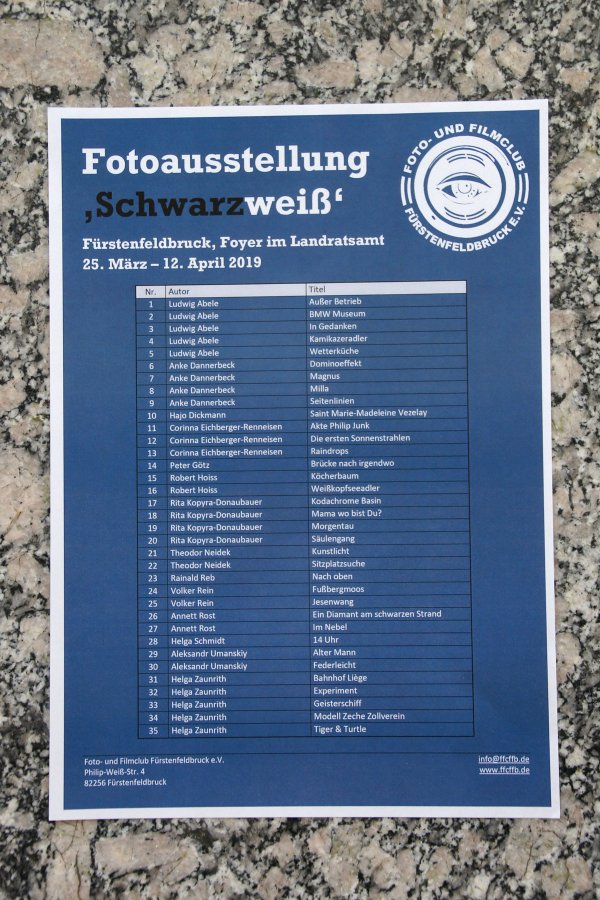 Fotoausstellung
‚Schwarzweiß‘
FOTO- UND FILMCLUB
FÜRSTENFELDBRUCK E.V.
Fürstenfeldbruck, Foyer im Landratsamt
25. März – 12. April 2019
Nr. Autor Titel
1 Ludwig Abele Außer Betrieb
2 Ludwig Abele BMW Museum
3 Ludwig Abele In Gedanken
4 Ludwig Abele Kamikazeradler
5 Ludwig Abele Wetterküche
6 Anke Dannerbeck Dominoeffekt
7 Anke Dannerbeck Magnus
8 Anke Dannerbeck Milla
9 Anke Dannerbeck Seitenlinien
10 Hajo Dickmann Saint Marie-Madeleine Vezelay
11 Corinna Eichberger-Renneisen Akte Philip Junk
12 Corinna Eichberger-Renneisen Die ersten Sonnenstrahlen
13 Corinna Eichberger-Renneisen Raindrops
14 Peter Götz Brücke nach irgendwo
15 Robert Hoiss Köcherbaum
16 Robert Hoiss Weißkopfseeadler
17 Rita Kopyra-Donaubauer Kodachrome Basin
18 Rita Kopyra-Donaubauer Mama wo bist Du?
19 Rita Kopyra-Donaubauer Morgentau
20 Rita Kopyra-Donaubauer Säulengang
21 Theodor Neidek Kunstlicht
22 Theodor Neidek Sitzplatzsuche
23 Rainald Reb Nach oben
24 Volker Rein Fußbergmoos
25 Volker Rein Jesenwang
26 Annett Rost Ein Diamant am schwarzen Strand
27 Annett Rost Im Nebel
28 Helga Schmidt 14 Uhr
29 Aleksandr Umanskiy Alter Mann
30 Aleksandr Umanskiy Federleicht
31 Helga Zaunrith Bahnhof Liège
32 Helga Zaunrith Experiment
33 Helga Zaunrith Geisterschiff
34 Helga Zaunrith Modell Zeche Zollverein
35 Helga Zaunrith Tiger & Turtle
Foto- und Filmclub Fürstenfeldbruck e.V. info@ffcffb.de
Philip-Weiß-Str. 4 www.ffcffb.de
82256 Fürstenfeldbruck